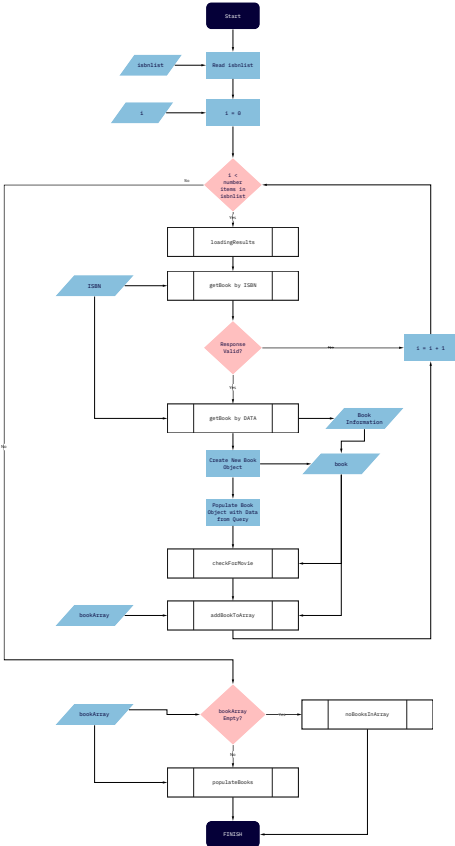 Start
isbnlist
Read isbnlist
i
i = 0
i <
number
items in
isbnlist
No
Yes
loadingResults
ISBN
getBook by ISBN
Response
Valid?
i = i + 1
Yes
getBook by DATA
Book
Information
No
Create New Book
Object
book
Populate Book
Object with Data
from Query
checkForMovie
bookArray
addBookToArray
bookArray
bookArray
Empty?
noBooksInArray
No
populateBooks
FINISH